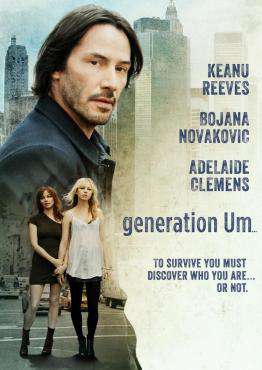 KEANU
REEVES
BOJANA
NOVAKOVIC
ADELAIDE
CLEMENS
generation Um...
TO SURVIVE YOU MUST
DISCOVER WHO YOU ARE...
OR NOT.